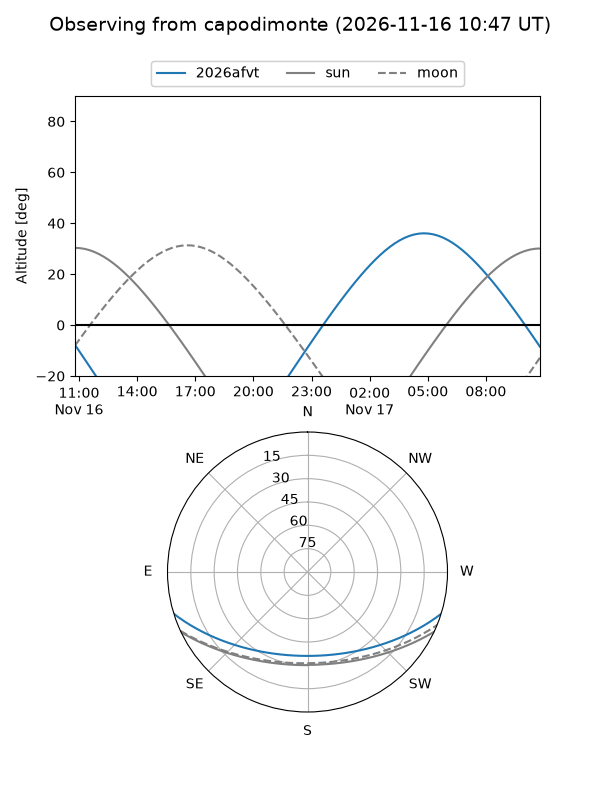 Observing from capodimonte (2026-11-16 10:47 UT)
2026afvt sun moon
Altitude [deg]
80
60
40
20
0
−20
11:00 14:00 17:00 20:00 23:00 02:00 05:00 08:00
Nov 16 Nov 17
N
NE NW
15
30
45
60
75
E W
SE SW
S